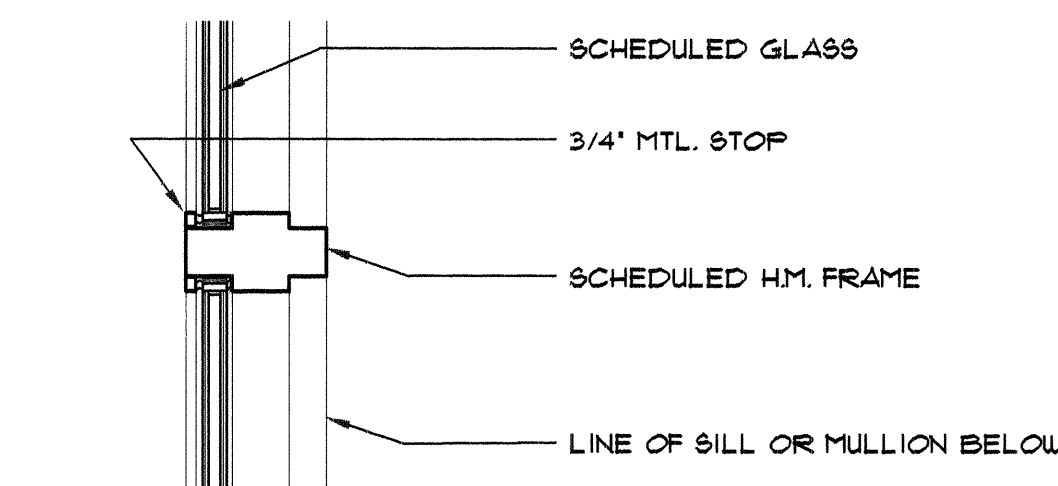 SCHEDULED GLASS
3/4" MTL. STOP
SCHEDULED H.M. FRAME
LINE OF SILL OR MULLION BELOW